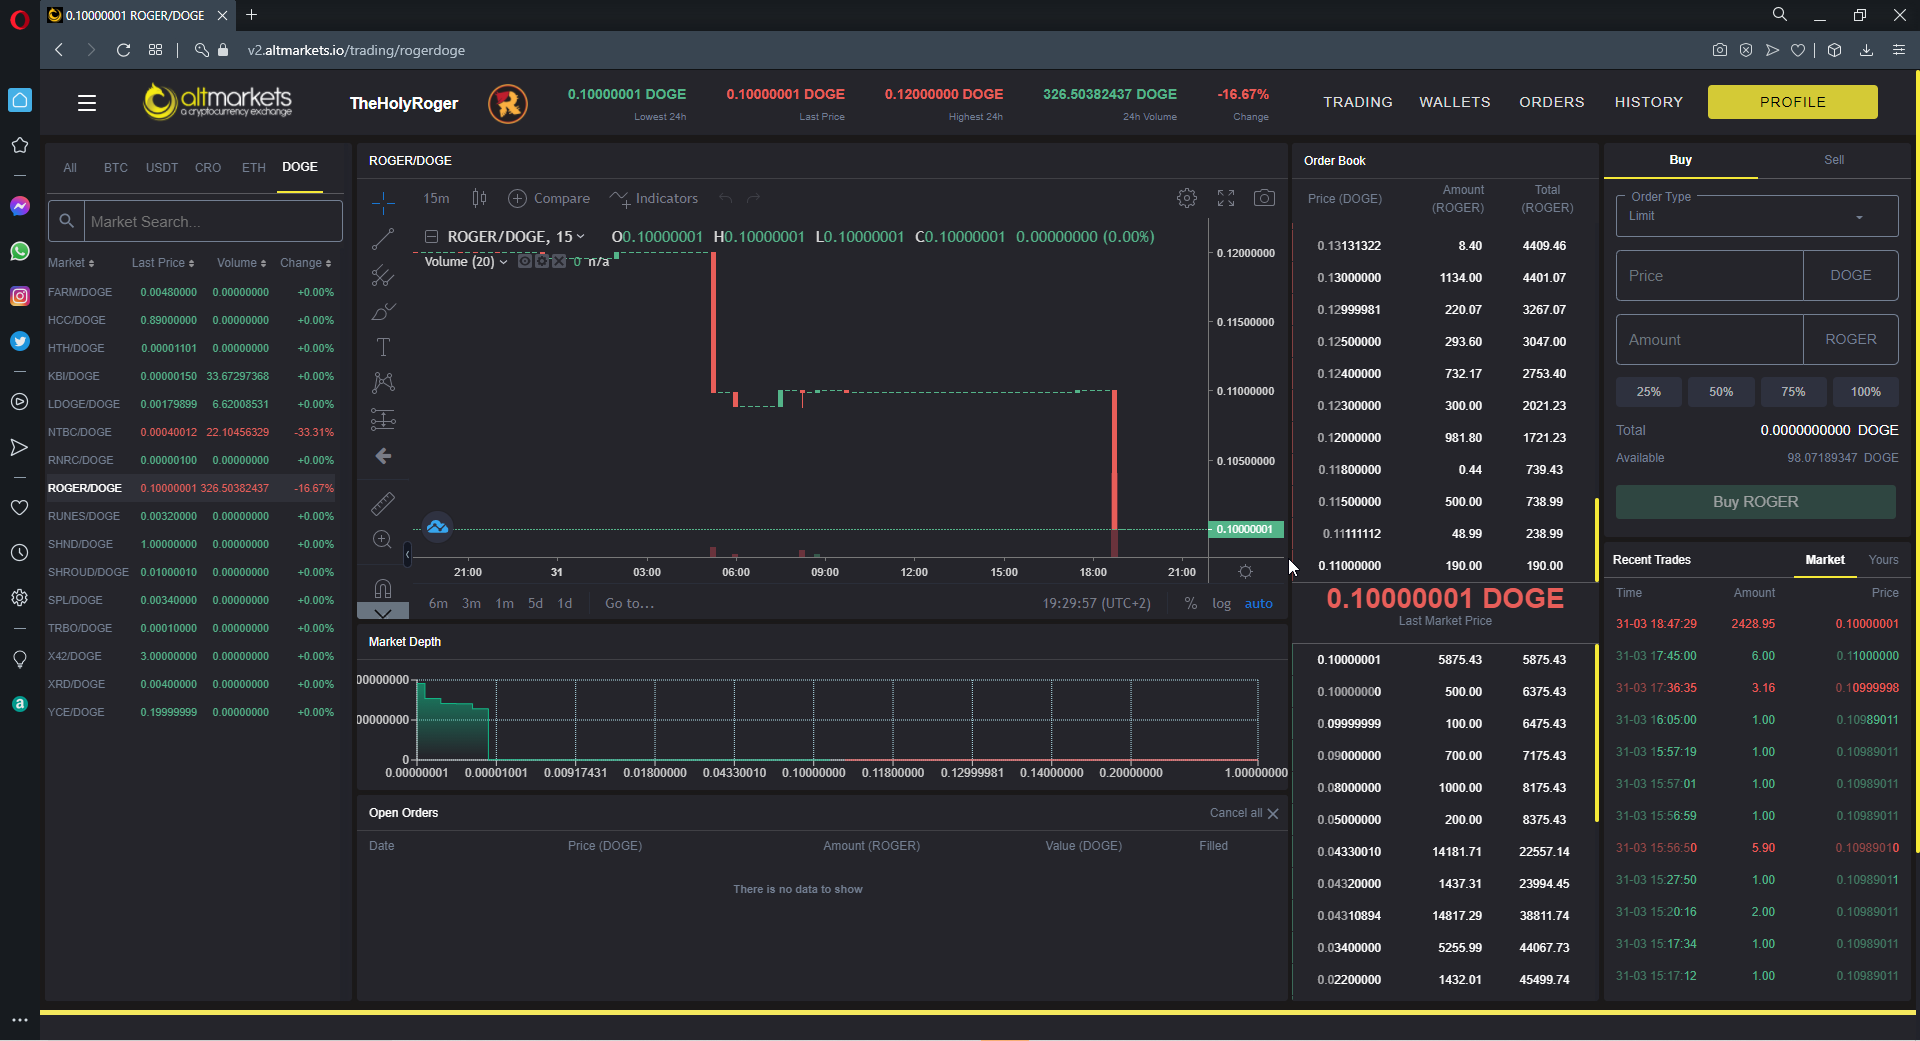 0.10000001 ROGER/DOGE
v2.altmarkets.io/trading/rogerdoge
altmarkets
a cryptocurrency exchange
TheHolyRoger
0.10000001 DOGE 0.10000001 DOGE 0.12000000 DOGE 326.50382437 DOGE -16.67%
Lowest 24h Last Price Highest 24h 24h Volume Change
TRADING WALLETS ORDERS HISTORY PROFILE
All BTC USDT CRO ETH DOGE
Market Search...
Market Last Price Volume Change
FARM/DOGE 0.00480000 0.00000000 +0.00%
HCC/DOGE 0.89000000 0.00000000 +0.00%
HTH/DOGE 0.00001101 0.00000000 +0.00%
KBI/DOGE 0.00000150 33.67297368 +0.00%
LDOGE/DOGE 0.00179899 6.62008531 +0.00%
NTBC/DOGE 0.00040012 22.10456329 -33.31%
RNRC/DOGE 0.00000100 0.00000000 +0.00%
ROGER/DOGE 0.10000001 326.50382437 -16.67%
RUNES/DOGE 0.00320000 0.00000000 +0.00%
SHND/DOGE 1.00000000 0.00000000 +0.00%
SHROUD/DOGE 0.01000010 0.00000000 +0.00%
SPL/DOGE 0.00340000 0.00000000 +0.00%
TRBO/DOGE 0.00010000 0.00000000 +0.00%
X42/DOGE 3.00000000 0.00000000 +0.00%
XRD/DOGE 0.00400000 0.00000000 +0.00%
YCE/DOGE 0.19999999 0.00000000 +0.00%
ROGER/DOGE
15m Compare Indicators
ROGER/DOGE, 15 O0.10000001 H0.10000001 L0.10000001 C0.10000001 0.00000000 (0.00%)
Volume (20) 0 n/a
0.12000000
0.11500000
0.11000000
0.10500000
0.10000001
21:00 31 03:00 06:00 09:00 12:00 15:00 18:00 21:00
6m 3m 1m 5d 1d Go to... 19:29:57 (UTC+2) % log auto
Market Depth
00000000
00000000
0
0.00000001 0.00001001 0.00917431 0.01800000 0.04330010 0.10000000 0.11800000 0.12999981 0.14000000 0.20000000 1.00000000
Open Orders Cancel all
Date Price (DOGE) Amount (ROGER) Value (DOGE) Filled
There is no data to show
Order Book
Price (DOGE) Amount (ROGER) Total (ROGER)
0.13131322 8.40 4409.46
0.13000000 1134.00 4401.07
0.12999981 220.07 3267.07
0.12500000 293.60 3047.00
0.12400000 732.17 2753.40
0.12300000 300.00 2021.23
0.12000000 981.80 1721.23
0.11800000 0.44 739.43
0.11500000 500.00 738.99
0.11111112 48.99 238.99
0.11000000 190.00 190.00
0.10000001 DOGE
Last Market Price
0.10000001 5875.43 5875.43
0.10000000 500.00 6375.43
0.09999999 100.00 6475.43
0.09000000 700.00 7175.43
0.08000000 1000.00 8175.43
0.05000000 200.00 8375.43
0.04330010 14181.71 22557.14
0.04320000 1437.31 23994.45
0.04310894 14817.29 38811.74
0.03400000 5255.99 44067.73
0.02200000 1432.01 45499.74
Buy Sell
Order Type
Limit
Price DOGE
Amount ROGER
25% 50% 75% 100%
Total 0.0000000000 DOGE
Available 98.07189347 DOGE
Buy ROGER
Recent Trades Market Yours
Time Amount Price
31-03 18:47:29 2428.95 0.10000001
31-03 17:45:00 6.00 0.11000000
31-03 17:36:35 3.16 0.10999998
31-03 16:05:00 1.00 0.10989011
31-03 15:57:19 1.00 0.10989011
31-03 15:57:01 1.00 0.10989011
31-03 15:56:59 1.00 0.10989011
31-03 15:56:50 5.90 0.10989010
31-03 15:27:50 1.00 0.10989011
31-03 15:20:16 2.00 0.10989011
31-03 15:17:34 1.00 0.10989011
31-03 15:17:12 1.00 0.10989011